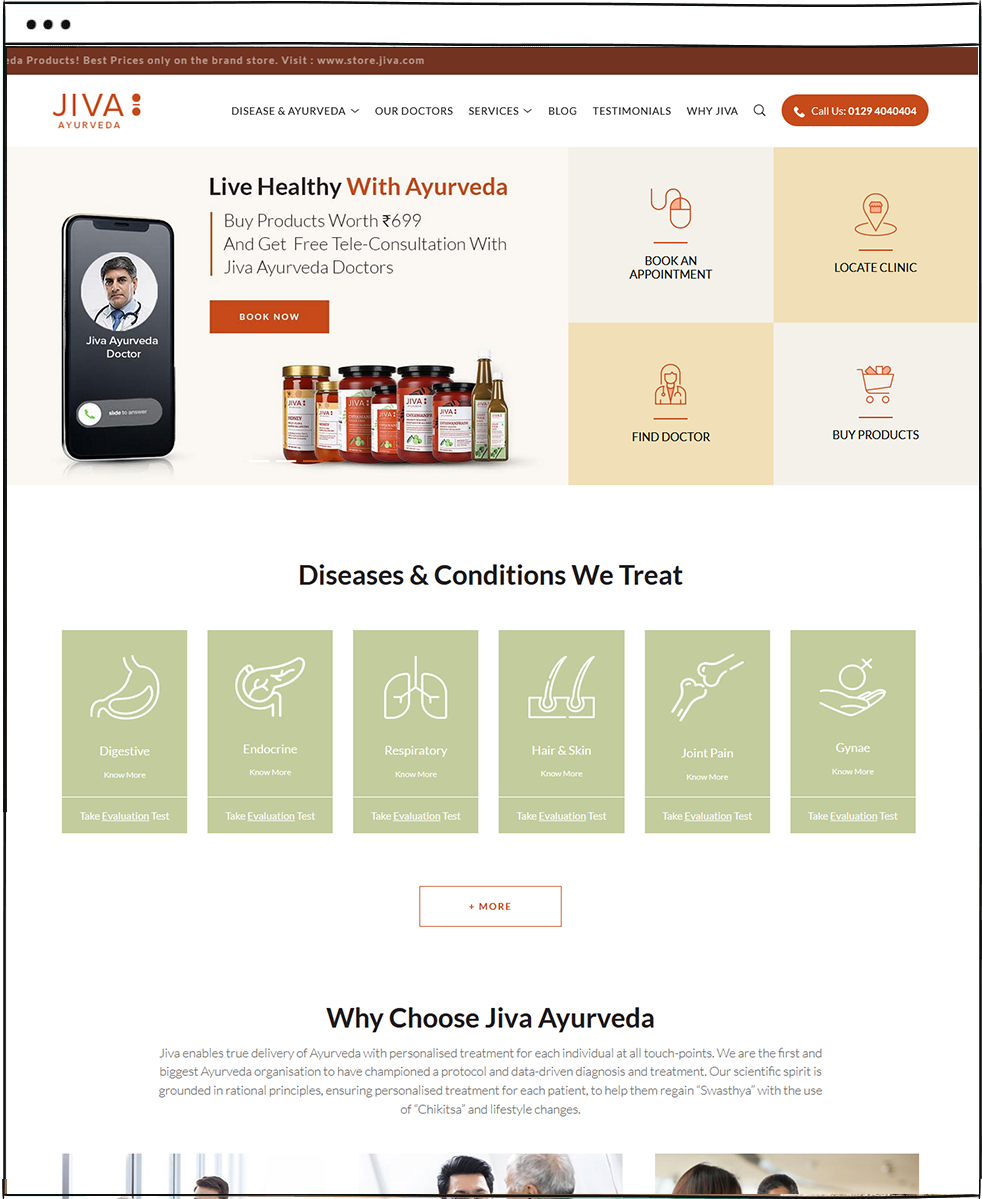 eda Products! Best Prices only on the brand store. Visit : www.store.jiva.com
JIVA
AYURVEDA
DISEASE & AYURVEDA
OUR DOCTORS
SERVICES
BLOG
TESTIMONIALS
WHY JIVA
Call Us: 0129 4040404
Live Healthy With Ayurveda
Buy Products Worth ₹699
And Get Free Tele-Consultation With
Jiva Ayurveda Doctors
BOOK NOW
Jiva Ayurveda
Doctor
slide to answer
JIVA
HONEY
JIVA
JIVA
JIVA
JIVA
JIVA
BOOK AN
APPOINTMENT
LOCATE CLINIC
FIND DOCTOR
BUY PRODUCTS
Diseases & Conditions We Treat
Digestive
Know More
Take Evaluation Test
Endocrine
Know More
Take Evaluation Test
Respiratory
Know More
Take Evaluation Test
Hair & Skin
Know More
Take Evaluation Test
Joint Pain
Know More
Take Evaluation Test
Gynae
Know More
Take Evaluation Test
+ MORE
Why Choose Jiva Ayurveda
Jiva enables true delivery of Ayurveda with personalised treatment for each individual at all touch-points. We are the first and
biggest Ayurveda organisation to have championed a protocol and data-driven diagnosis and treatment. Our scientific spirit is
grounded in rational principles, ensuring personalised treatment for each patient, to help them regain “Swasthya” with the use
of “Chikitsa” and lifestyle changes.